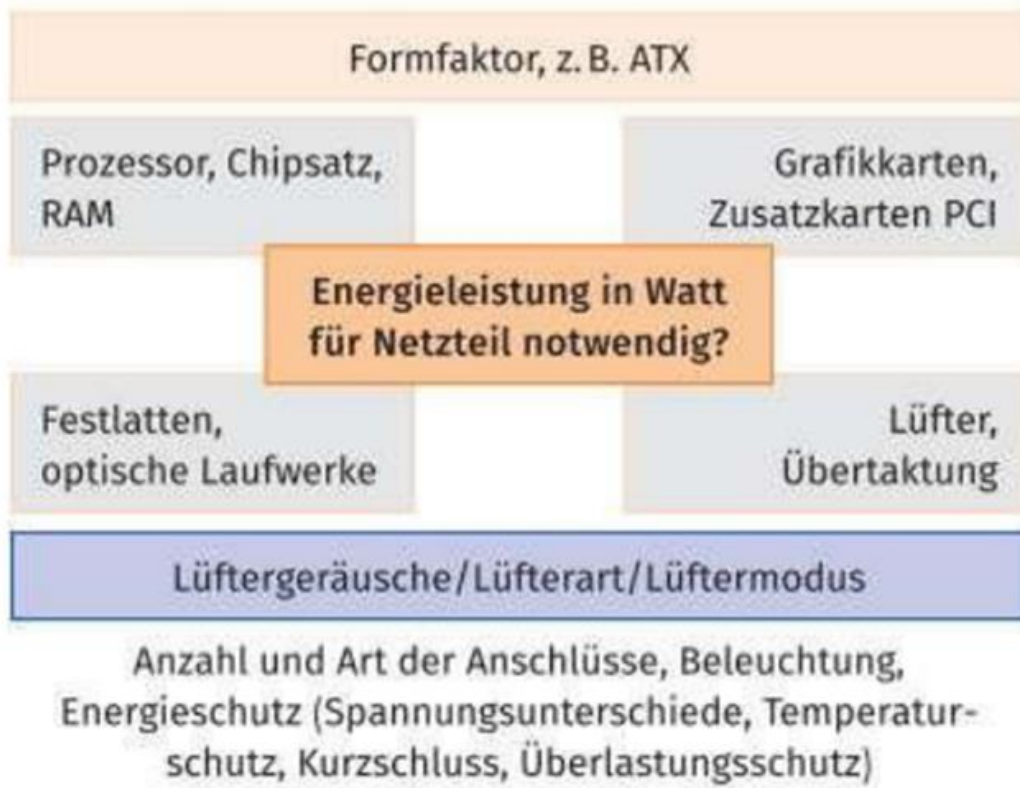 Formfaktor, z. B. ATX
Prozessor, Chipsatz,
RAM
Grafikkarten,
Zusatzkarten PCI
Energieleistung in Watt
für Netzteil notwendig?
Festlatten,
optische Laufwerke
Lüfter,
Übertaktung
Lüftergeräusche/Lüfterart/Lüftermodus
Anzahl und Art der Anschlüsse, Beleuchtung,
Energieschutz (Spannungsunterschiede, Temperatur-
schutz, Kurzschluss, Überlastungsschutz)